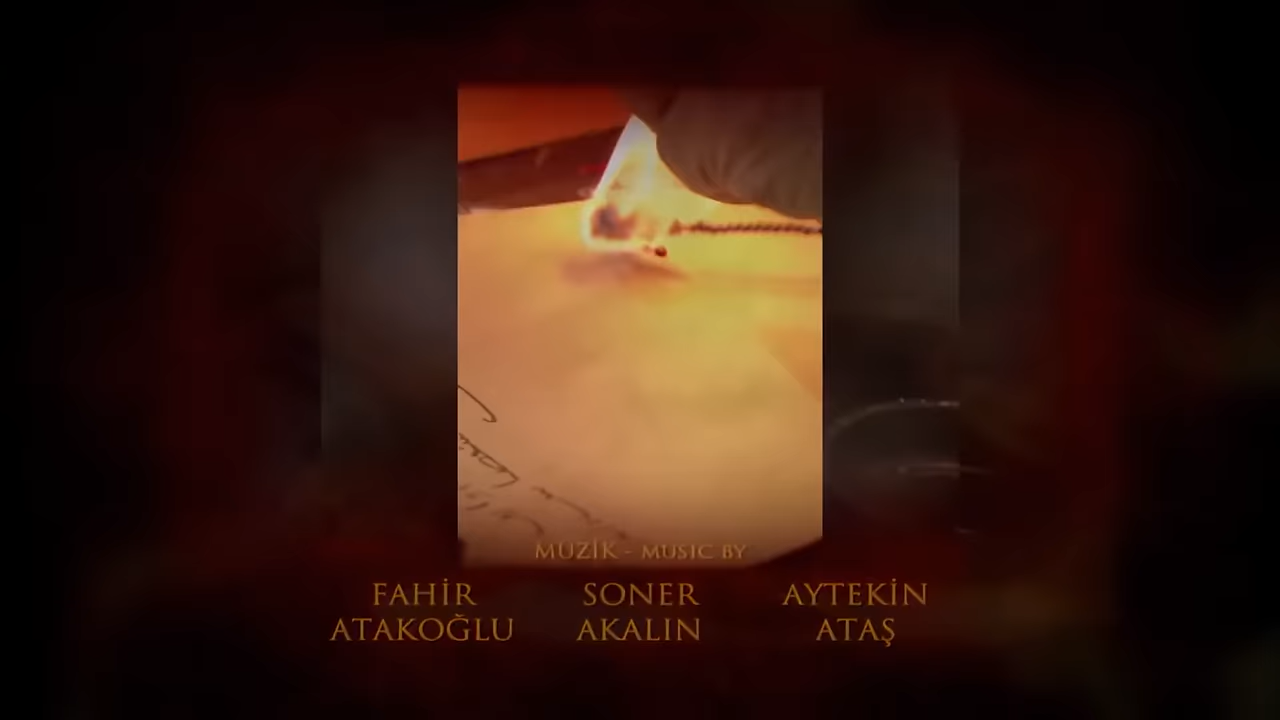 MÜZİK - MUSIC BY
FAHİR SONER AYTEKİN
ATAKOĞLU AKALIN ATAŞ